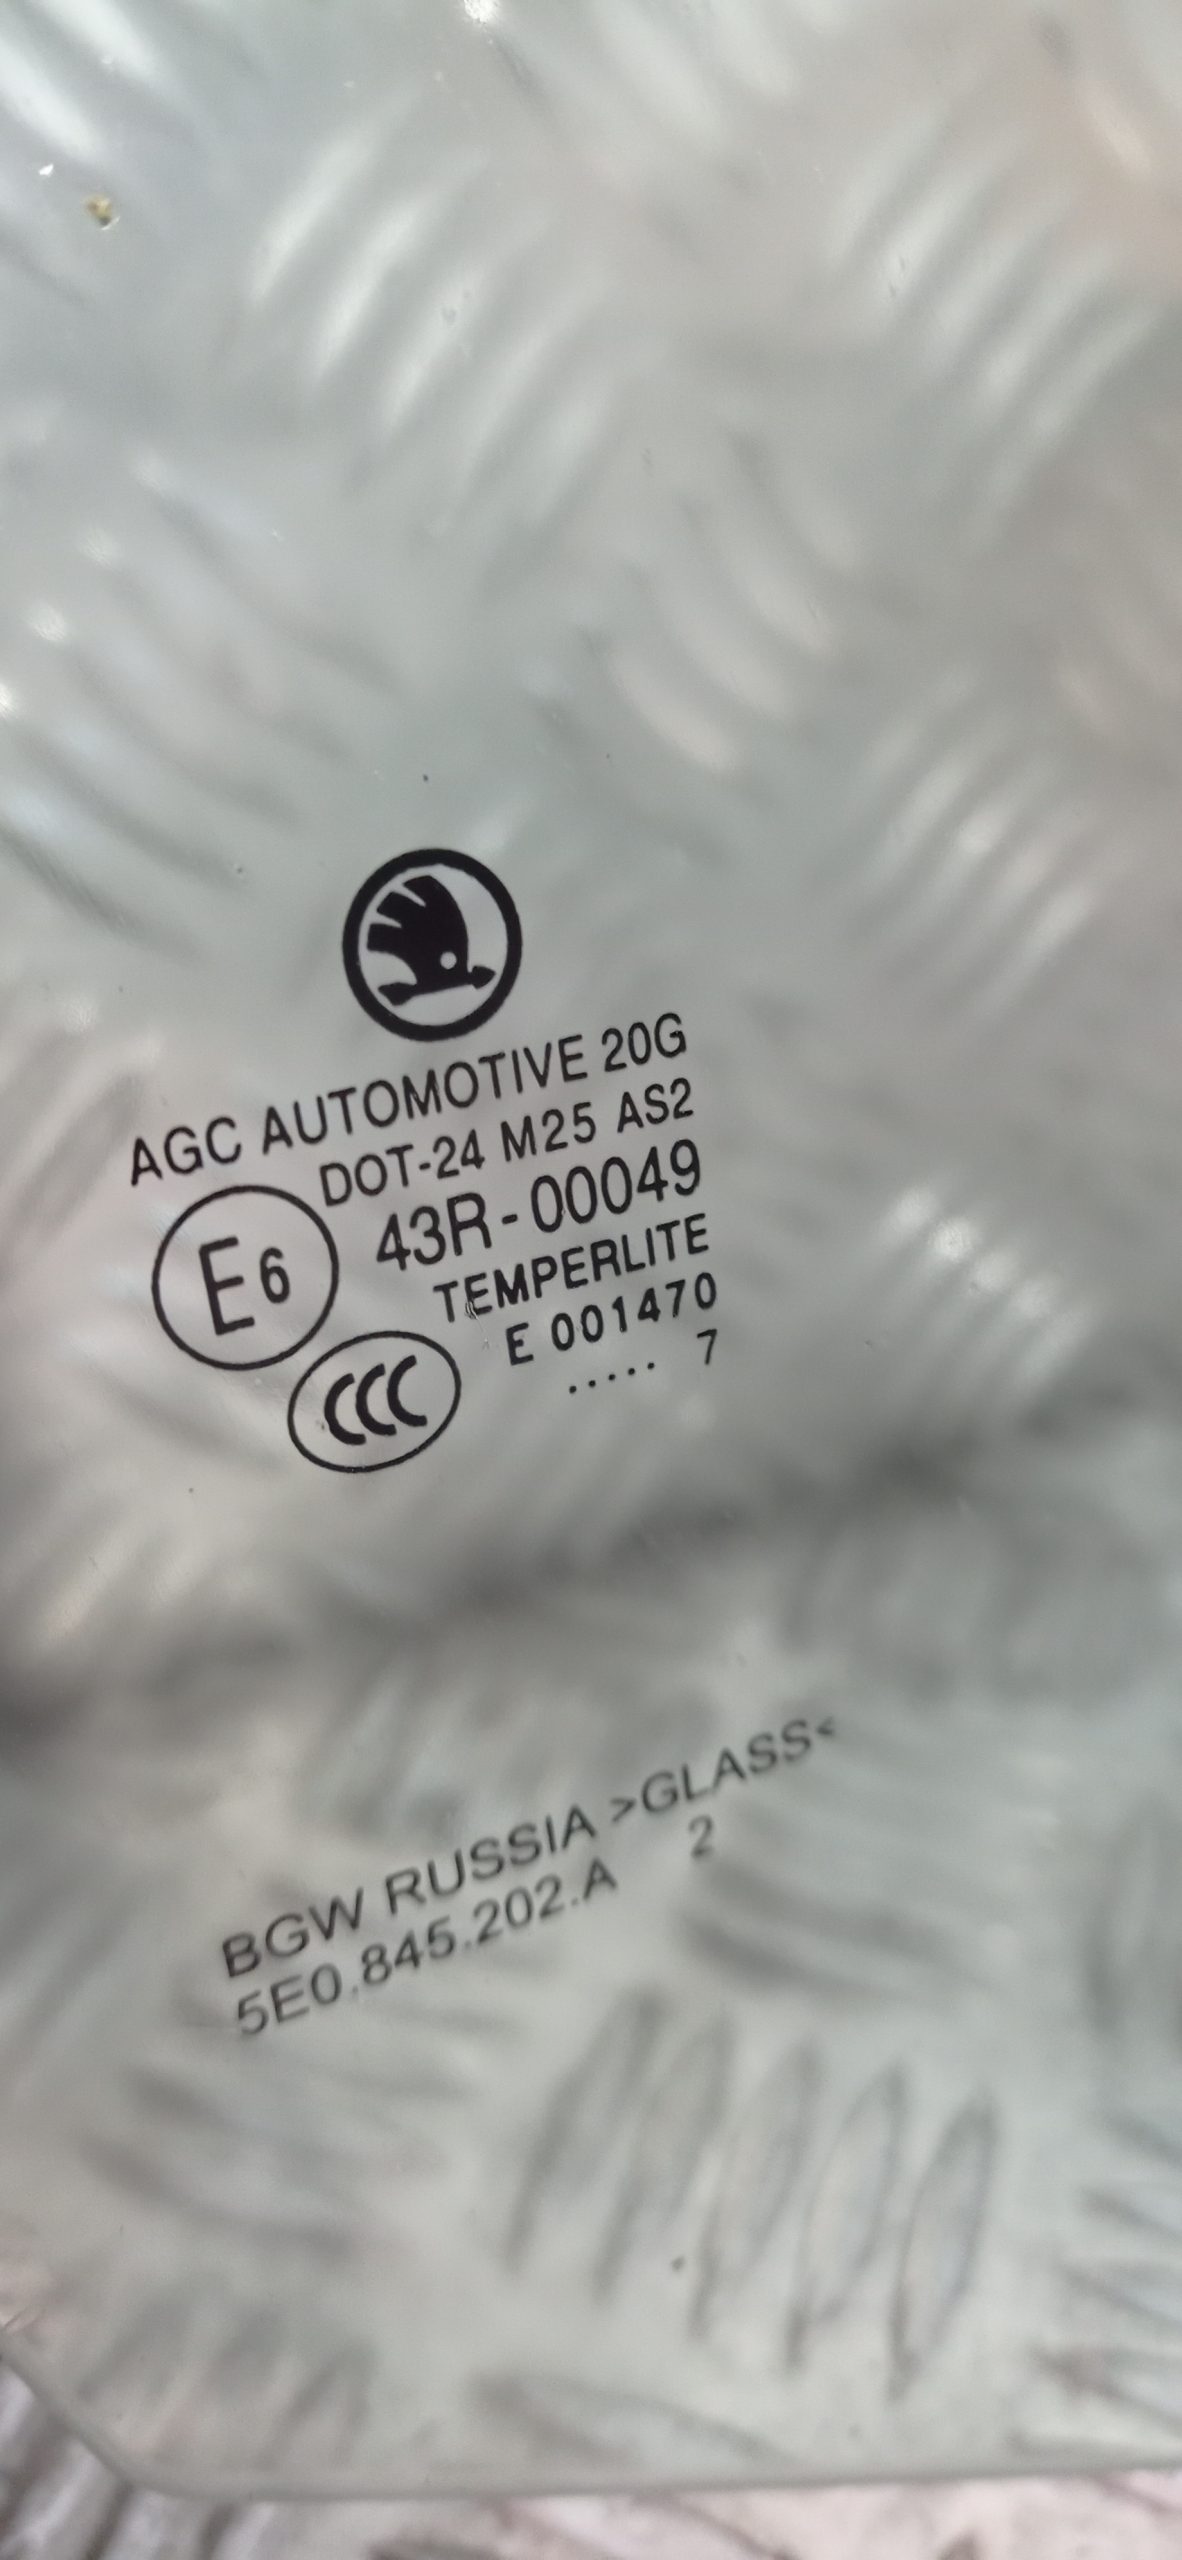 AGC AUTOMOTIVE 20G
DOT-24 M25 AS2
E6 43R-00049
TEMPERLITE
E 001470
CCC ..... 7
BGW RUSSIA >GLASS<
5E0.845.202.A 2